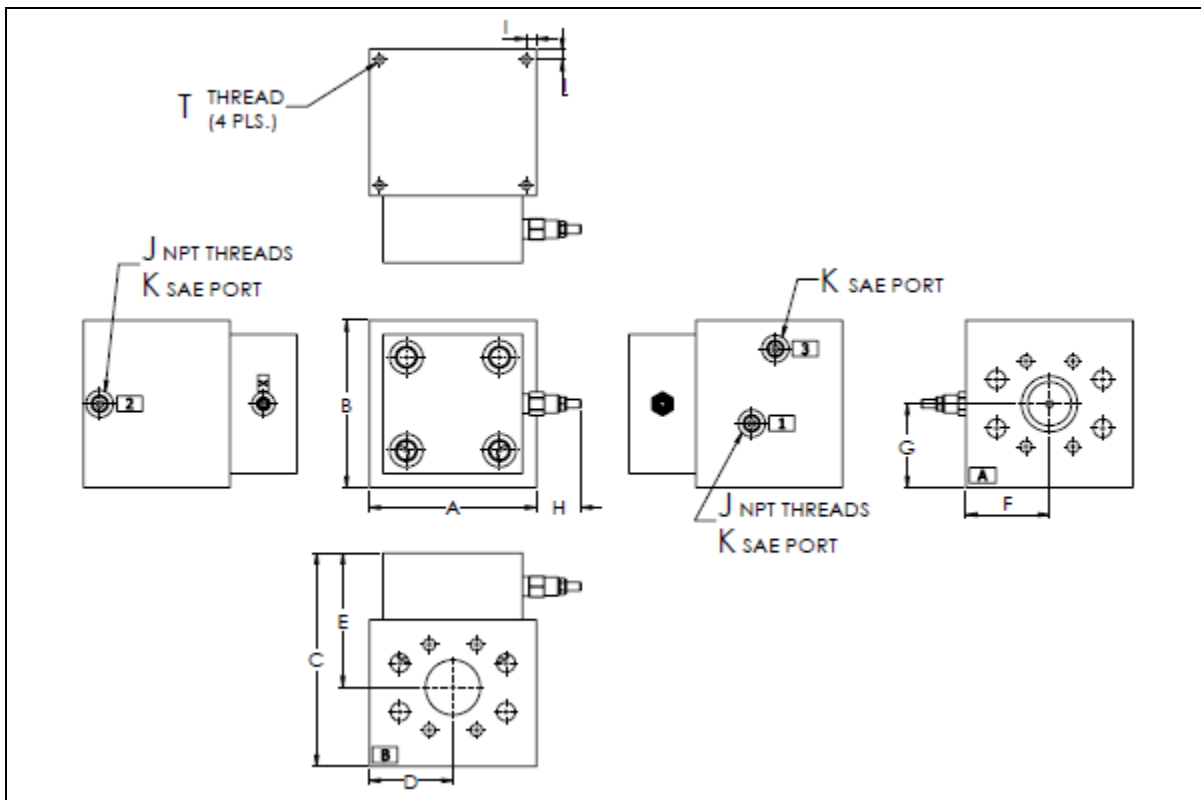 I
I
T THREAD
(4 PLS.)
J NPT THREADS
K SAE PORT
K SAE PORT
2
X
B
3
1
G
A
A
H
F
J NPT THREADS
K SAE PORT
E
C
B
D